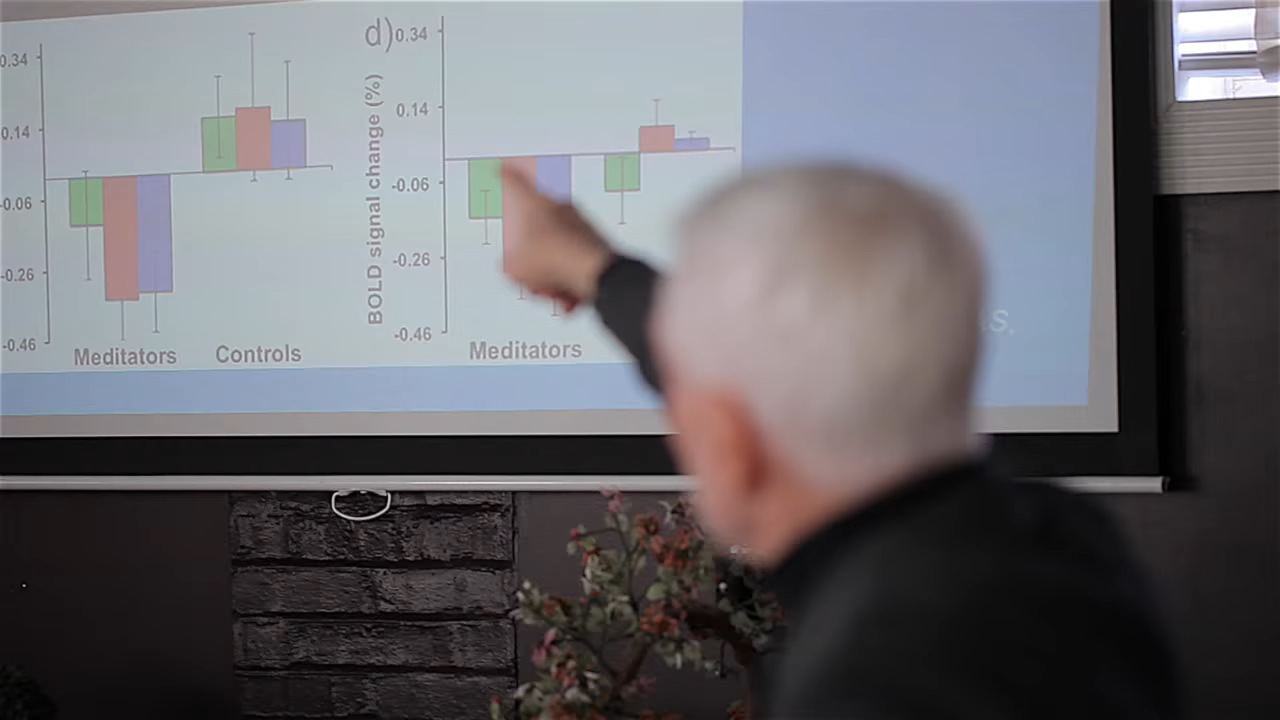 0.34
0.14
-0.06
-0.26
-0.46
Meditators Controls
d)
BOLD signal change (%)
0.34
0.14
-0.06
-0.26
-0.46
Meditators
s.